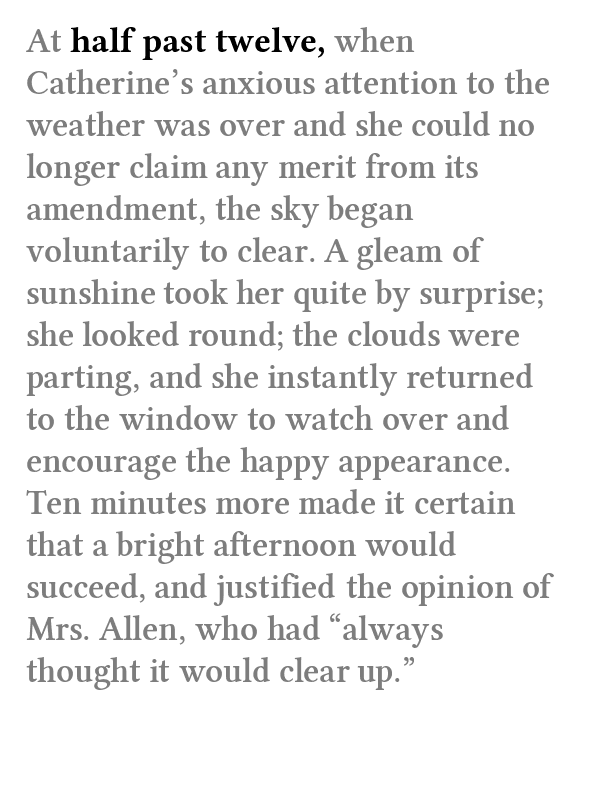 At half past twelve, when
Catherine’s anxious attention to the
weather was over and she could no
longer claim any merit from its
amendment, the sky began
voluntarily to clear. A gleam of
sunshine took her quite by surprise;
she looked round; the clouds were
parting, and she instantly returned
to the window to watch over and
encourage the happy appearance.
Ten minutes more made it certain
that a bright afternoon would
succeed, and justified the opinion of
Mrs. Allen, who had “always
thought it would clear up.”